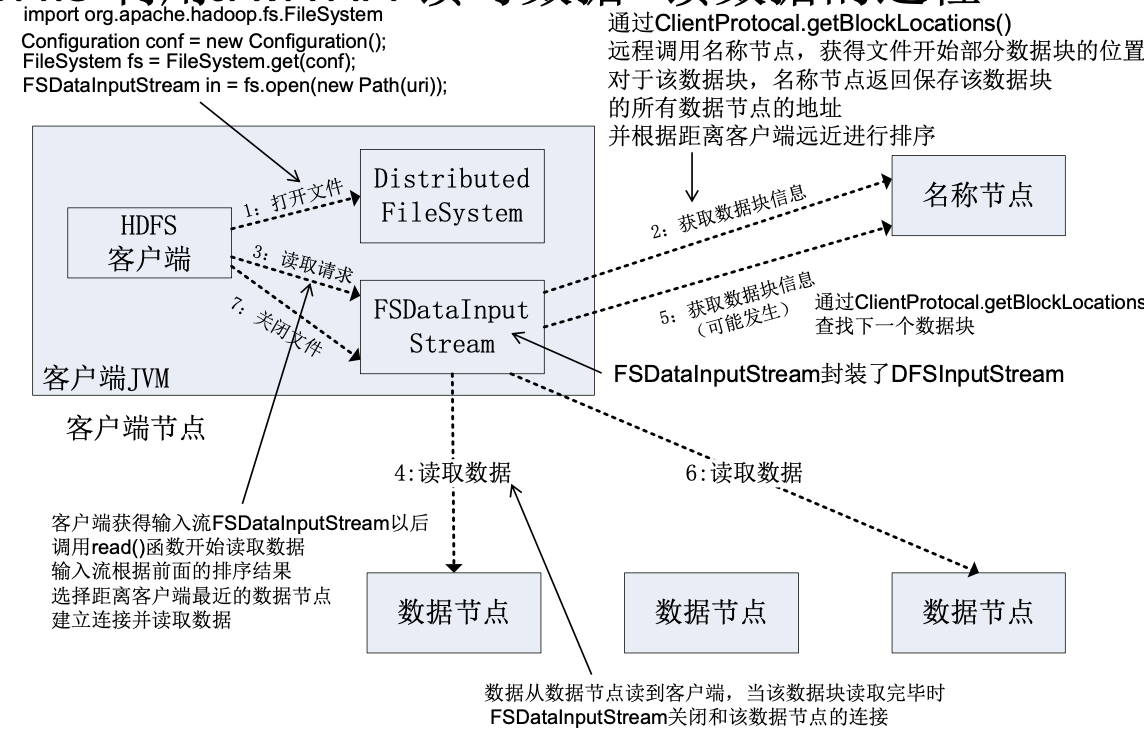 import org.apache.hadoop.fs.FileSystem
Configuration conf = new Configuration();
FileSystem fs = FileSystem.get(conf);
FSDataInputStream in = fs.open(new Path(uri));
通过ClientProtocal.getBlockLocations()
远程调用名称节点，获得文件开始部分数据块的位置
对于该数据块，名称节点返回保存该数据块
的所有数据节点的地址
并根据距离客户端远近进行排序
HDFS
客户端
1：打开文件
Distributed
FileSystem
2：获取数据块信息
名称节点
3：读取请求
7：关闭文件
FSDataInput
Stream
5：获取数据块信息
（可能发生）
通过ClientProtocal.getBlockLocations
查找下一个数据块
FSDataInputStream封装了DFSInputStream
客户端JVM
客户端节点
4:读取数据
6:读取数据
客户端获得输入流FSDataInputStream以后
调用read()函数开始读取数据
输入流根据前面的排序结果
选择距离客户端最近的数据节点
建立连接并读取数据
数据节点
数据节点
数据节点
数据从数据节点读到客户端，当该数据块读取完毕时
FSDataInputStream关闭和该数据节点的连接